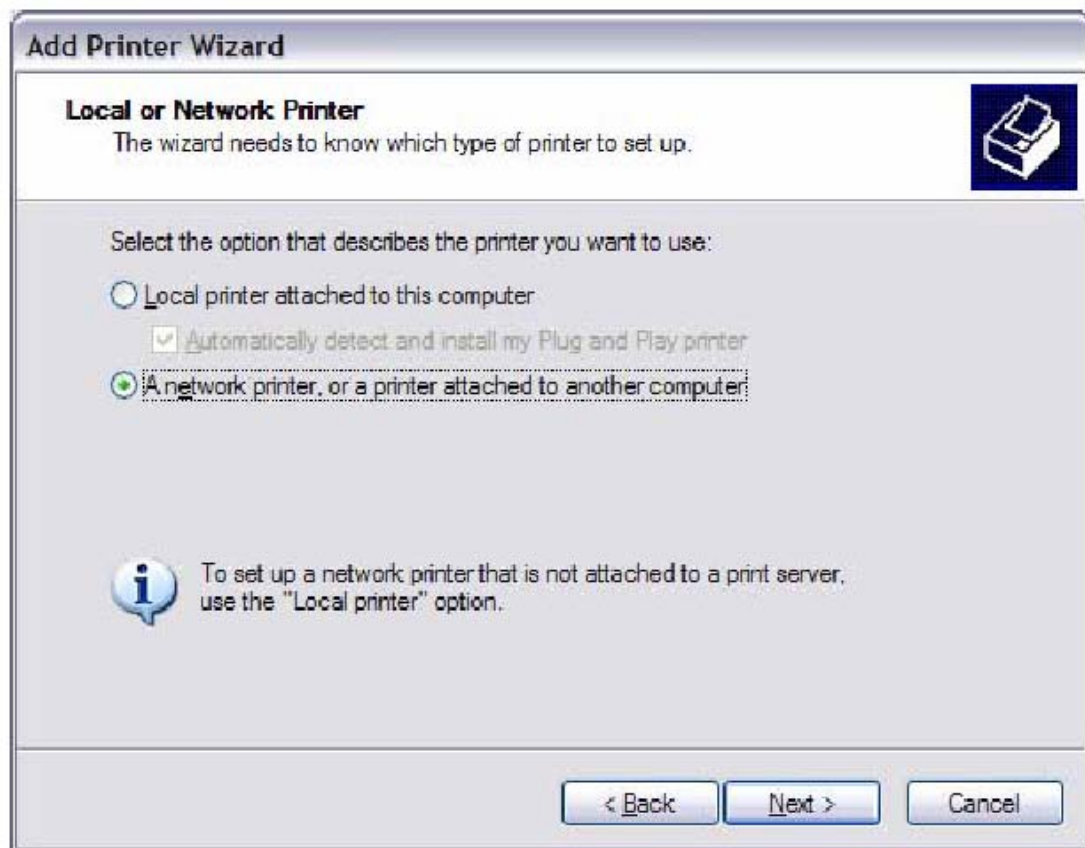 Add Printer Wizard
Local or Network Printer
The wizard needs to know which type of printer to set up.
Select the option that describes the printer you want to use:
Local printer attached to this computer
Automatically detect and install my Plug and Play printer
A network printer, or a printer attached to another computer
To set up a network printer that is not attached to a print server,
use the "Local printer" option.
< Back
Next >
Cancel